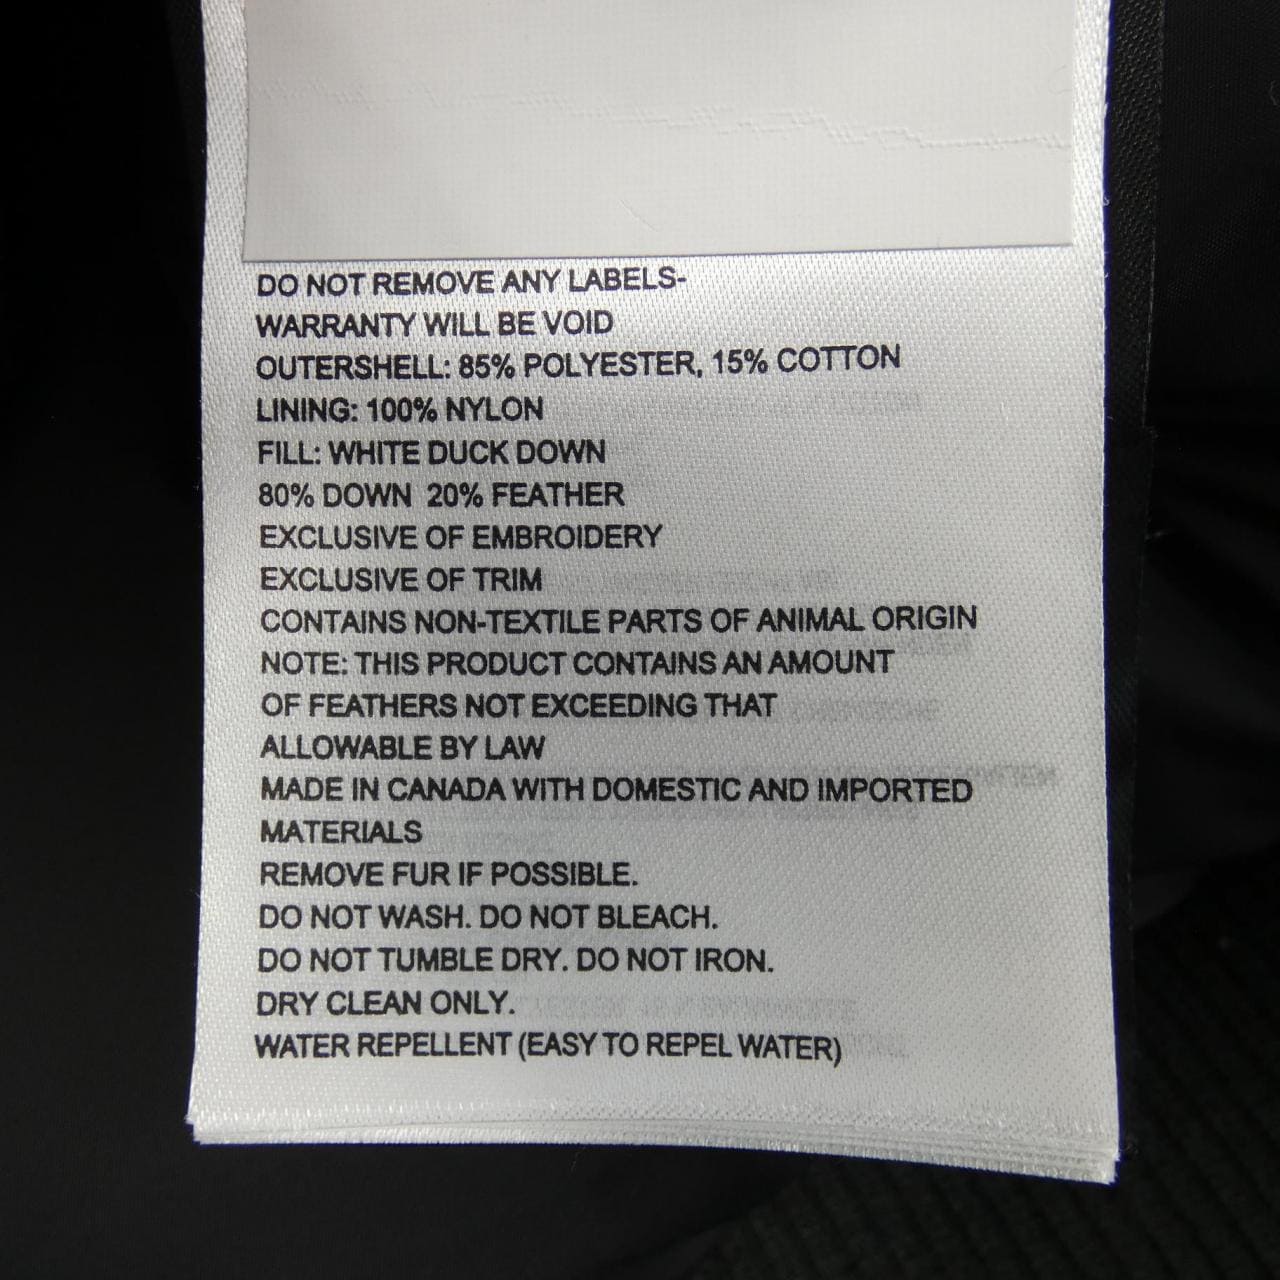 DO NOT REMOVE ANY LABELS-
WARRANTY WILL BE VOID
OUTERSHELL: 85% POLYESTER, 15% COTTON
LINING: 100% NYLON
FILL: WHITE DUCK DOWN
80% DOWN 20% FEATHER
EXCLUSIVE OF EMBROIDERY
EXCLUSIVE OF TRIM
CONTAINS NON-TEXTILE PARTS OF ANIMAL ORIGIN
NOTE: THIS PRODUCT CONTAINS AN AMOUNT
OF FEATHERS NOT EXCEEDING THAT
ALLOWABLE BY LAW
MADE IN CANADA WITH DOMESTIC AND IMPORTED
MATERIALS
REMOVE FUR IF POSSIBLE.
DO NOT WASH. DO NOT BLEACH.
DO NOT TUMBLE DRY. DO NOT IRON.
DRY CLEAN ONLY.
WATER REPELLENT (EASY TO REPEL WATER)